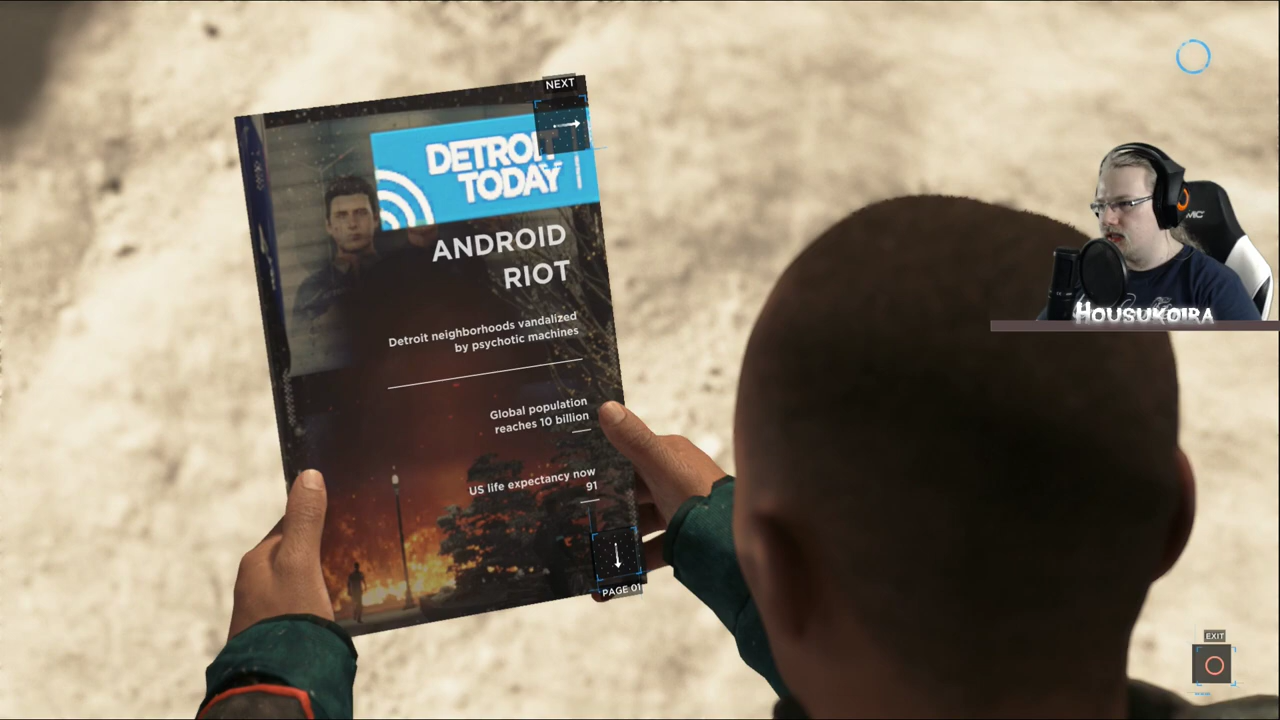 NEXT
DETROIT
TODAY
ANDROID
RIOT
Detroit neighborhoods vandalized
by psychotic machines
Global population
reaches 10 billion
US life expectancy now
91
PAGE 01
HOUSUKOIRA
EXIT